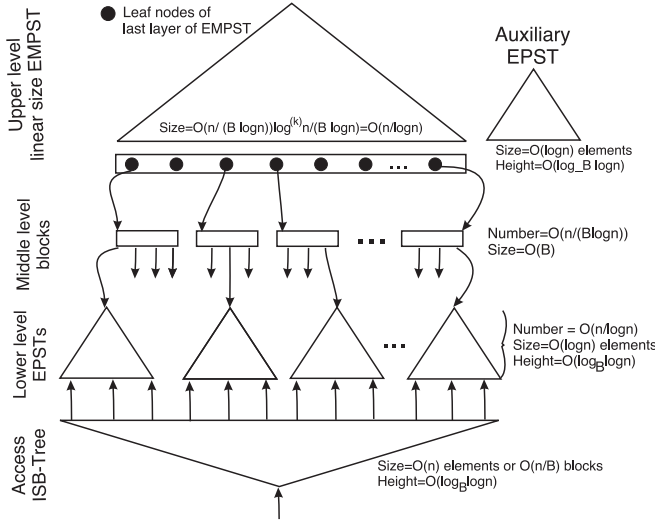 Leaf nodes of
last layer of EMPST
Upper level
linear size EMPST
Size=O(n/ (B logn))log^(k) n/(B logn)=O(n/logn)
Auxiliary
EPST
Size=O(logn) elements
Height=O(log_B logn)
...
Middle level
blocks
...
Number=O(n/(Blogn))
Size=O(B)
Lower level
EPSTs
...
Number = O(n/logn)
Size=O(logn) elements
Height=O(log_B logn)
Access
ISB-Tree
Size=O(n) elements or O(n/B) blocks
Height=O(log_B logn)